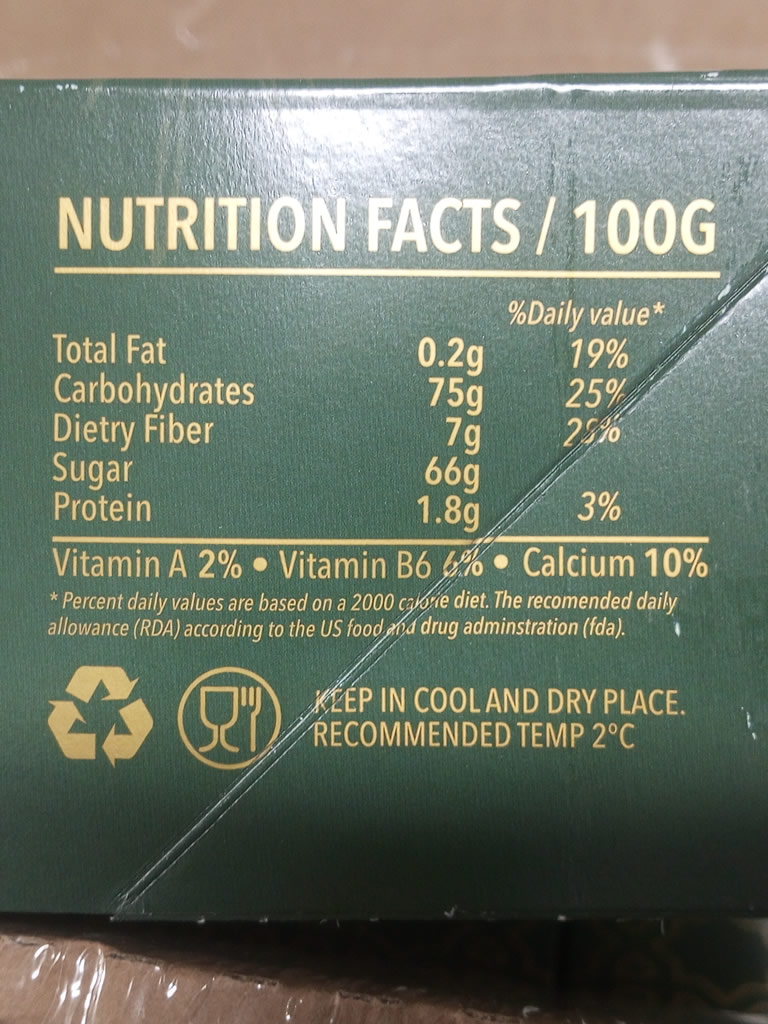 NUTRITION FACTS / 100G
%Daily value*
Total Fat 0.2g 19%
Carbohydrates 75g 25%
Dietry Fiber 7g 28%
Sugar 66g
Protein 1.8g 3%
Vitamin A 2% • Vitamin B6 6% • Calcium 10%
* Percent daily values are based on a 2000 calorie diet. The recomended daily
allowance (RDA) according to the US food and drug adminstration (fda).
KEEP IN COOL AND DRY PLACE.
RECOMMENDED TEMP 2°C